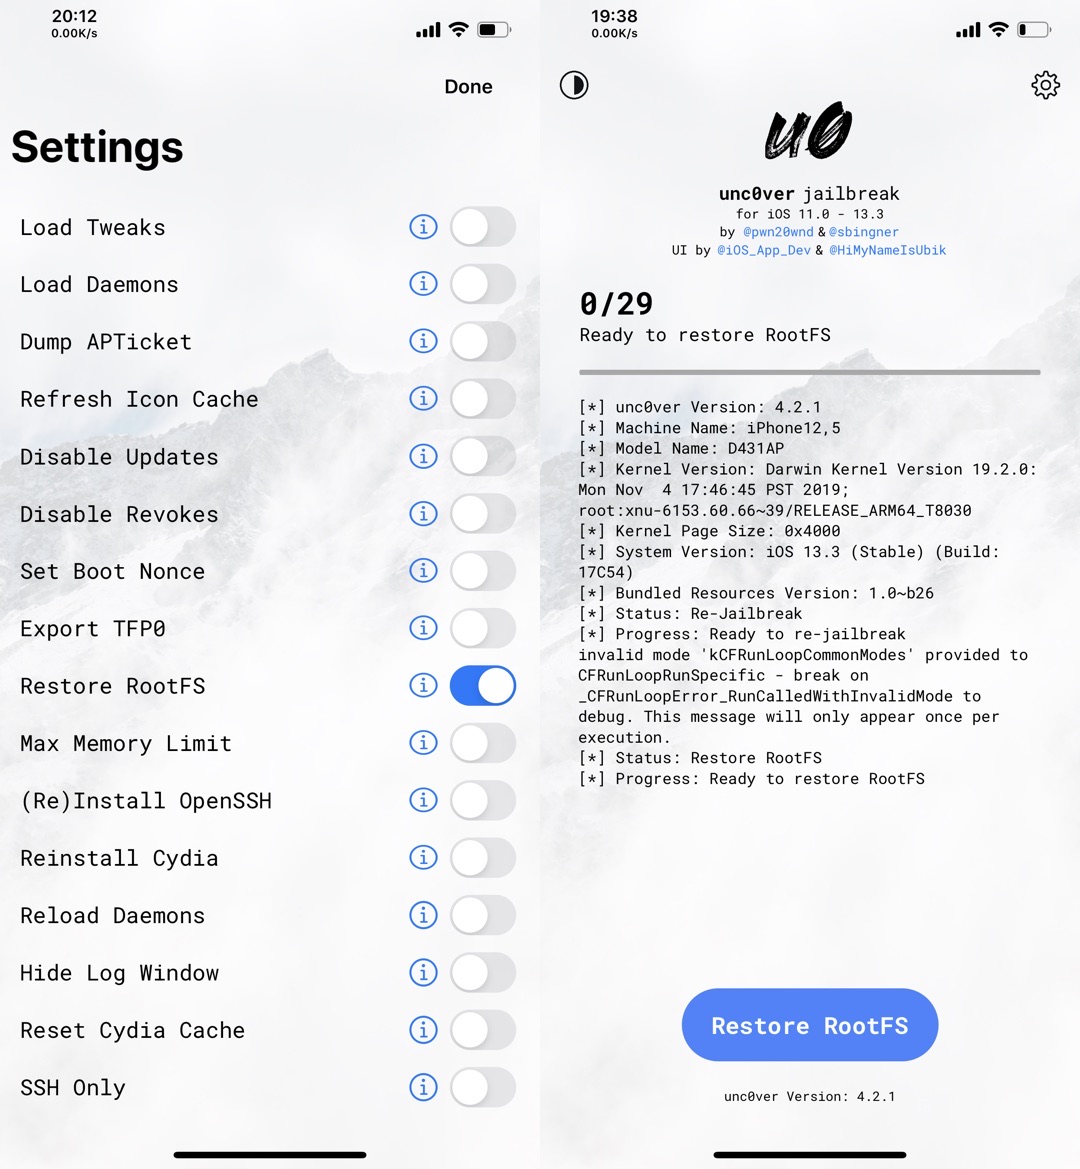 20:12
0.00K/s
Done
Settings
Load Tweaks
Load Daemons
Dump APTicket
Refresh Icon Cache
Disable Updates
Disable Revokes
Set Boot Nonce
Export TFP0
Restore RootFS
Max Memory Limit
(Re)Install OpenSSH
Reinstall Cydia
Reload Daemons
Hide Log Window
Reset Cydia Cache
SSH Only
19:38
0.00K/s
u0
unc0ver jailbreak
for iOS 11.0 - 13.3
by @pwn20wnd & @sbingner
UI by @iOS_App_Dev & @HiMyNameIsUbik
0/29
Ready to restore RootFS
[*] unc0ver Version: 4.2.1
[*] Machine Name: iPhone12,5
[*] Model Name: D431AP
[*] Kernel Version: Darwin Kernel Version 19.2.0:
Mon Nov  4 17:46:45 PST 2019;
root:xnu-6153.60.66~39/RELEASE_ARM64_T8030
[*] Kernel Page Size: 0x4000
[*] System Version: iOS 13.3 (Stable) (Build:
17C54)
[*] Bundled Resources Version: 1.0~b26
[*] Status: Re-Jailbreak
[*] Progress: Ready to re-jailbreak
invalid mode 'kCFRunLoopCommonModes' provided to
CFRunLoopRunSpecific - break on
_CFRunLoopError_RunCalledWithInvalidMode to
debug. This message will only appear once per
execution.
[*] Status: Restore RootFS
[*] Progress: Ready to restore RootFS
Restore RootFS
unc0ver Version: 4.2.1